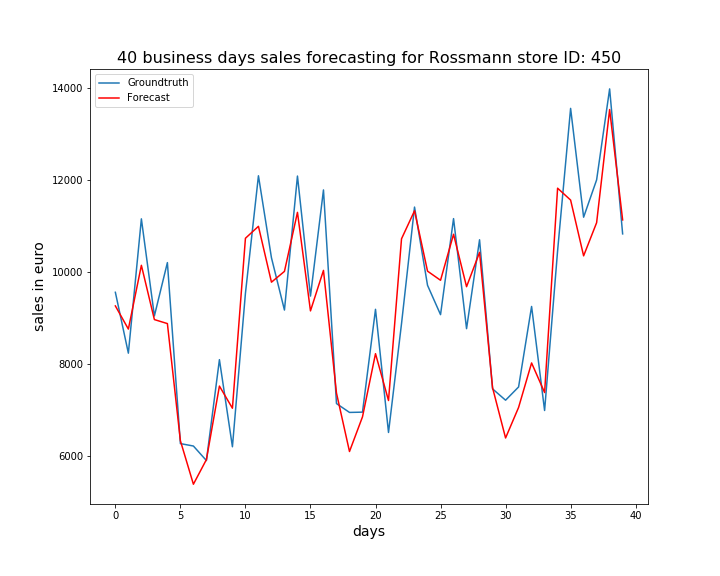 40 business days sales forecasting for Rossmann store ID: 450
Groundtruth
Forecast
14000
12000
10000
8000
6000
sales in euro
0 5 10 15 20 25 30 35 40
days